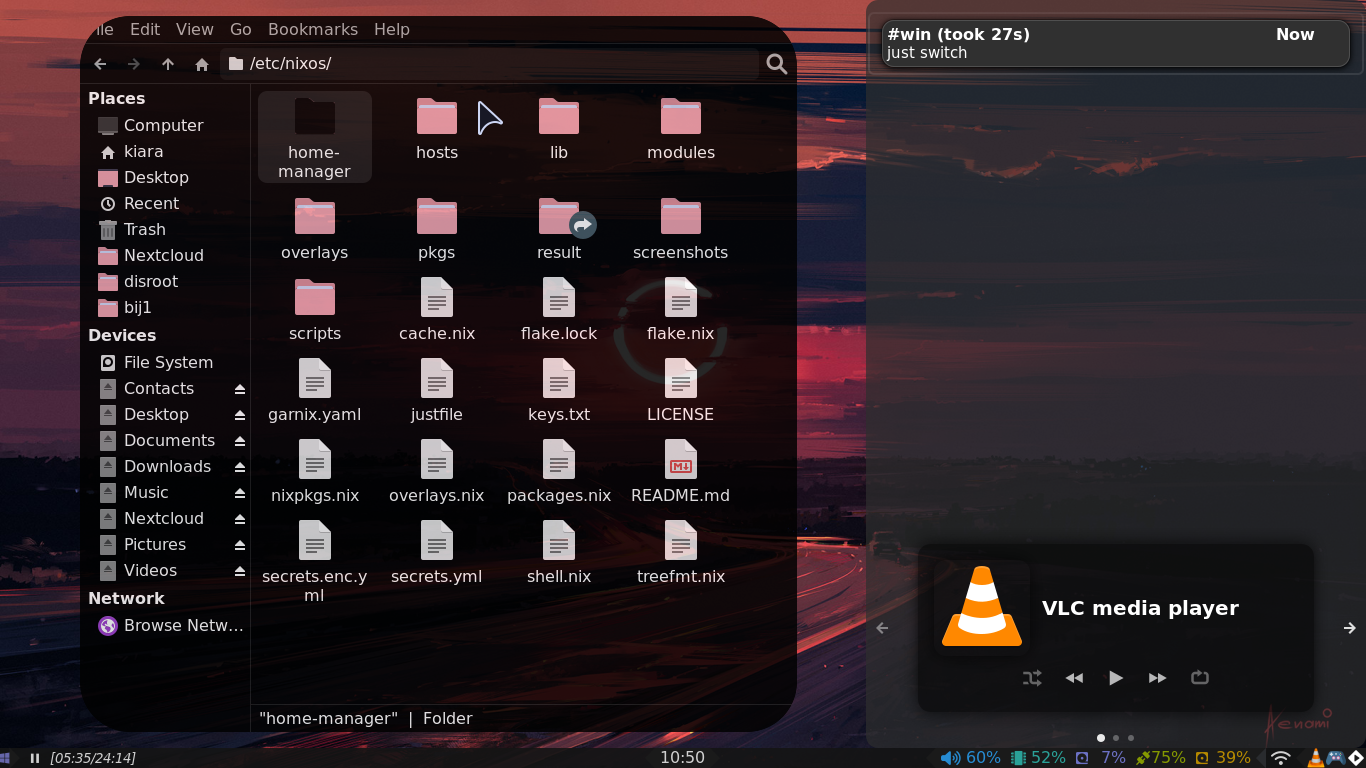 ile Edit View Go Bookmarks Help
/etc/nixos/
Places
Computer
kiara
Desktop
Recent
Trash
Nextcloud
disroot
bij1
Devices
File System
Contacts
Desktop
Documents
Downloads
Music
Nextcloud
Pictures
Videos
Network
Browse Netw...
home-
manager
hosts
lib
modules
overlays
pkgs
result
screenshots
scripts
cache.nix
flake.lock
flake.nix
garnix.yaml
justfile
keys.txt
LICENSE
nixpkgs.nix
overlays.nix
packages.nix
README.md
secrets.enc.y
ml
secrets.yml
shell.nix
treefmt.nix
"home-manager" | Folder
#win (took 27s) Now
just switch
VLC media player
Xenami
[05:35/24:14]
10:50
60% 52% 7% 75% 39%